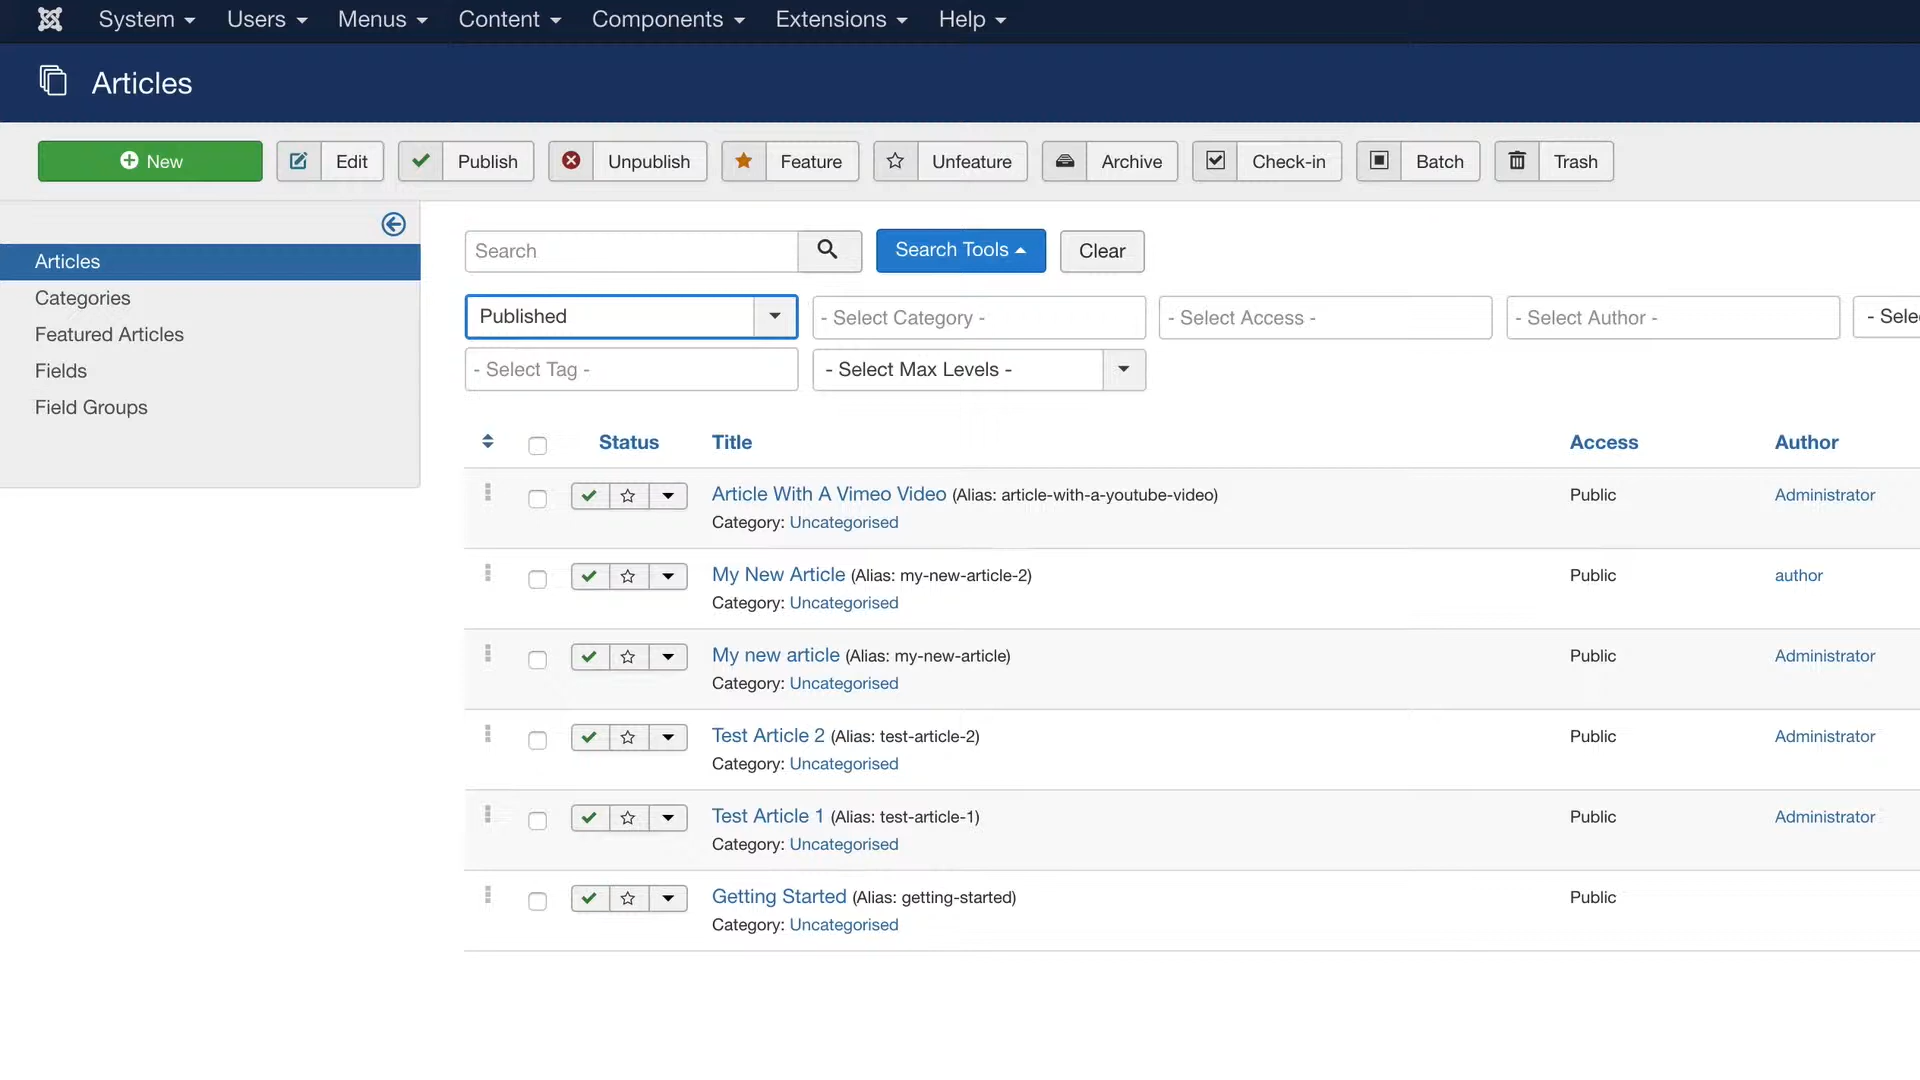 System Users Menus Content Components Extensions Help
Articles
New Edit Publish Unpublish Feature Unfeature Archive Check-in Batch Trash
Articles
Categories
Featured Articles
Fields
Field Groups
Search Search Tools Clear
Published - Select Category - - Select Access - - Select Author - - Sele
- Select Tag - - Select Max Levels -
Status Title Access Author
Article With A Vimeo Video (Alias: article-with-a-youtube-video) Public Administrator
Category: Uncategorised
My New Article (Alias: my-new-article-2) Public author
Category: Uncategorised
My new article (Alias: my-new-article) Public Administrator
Category: Uncategorised
Test Article 2 (Alias: test-article-2) Public Administrator
Category: Uncategorised
Test Article 1 (Alias: test-article-1) Public Administrator
Category: Uncategorised
Getting Started (Alias: getting-started) Public
Category: Uncategorised